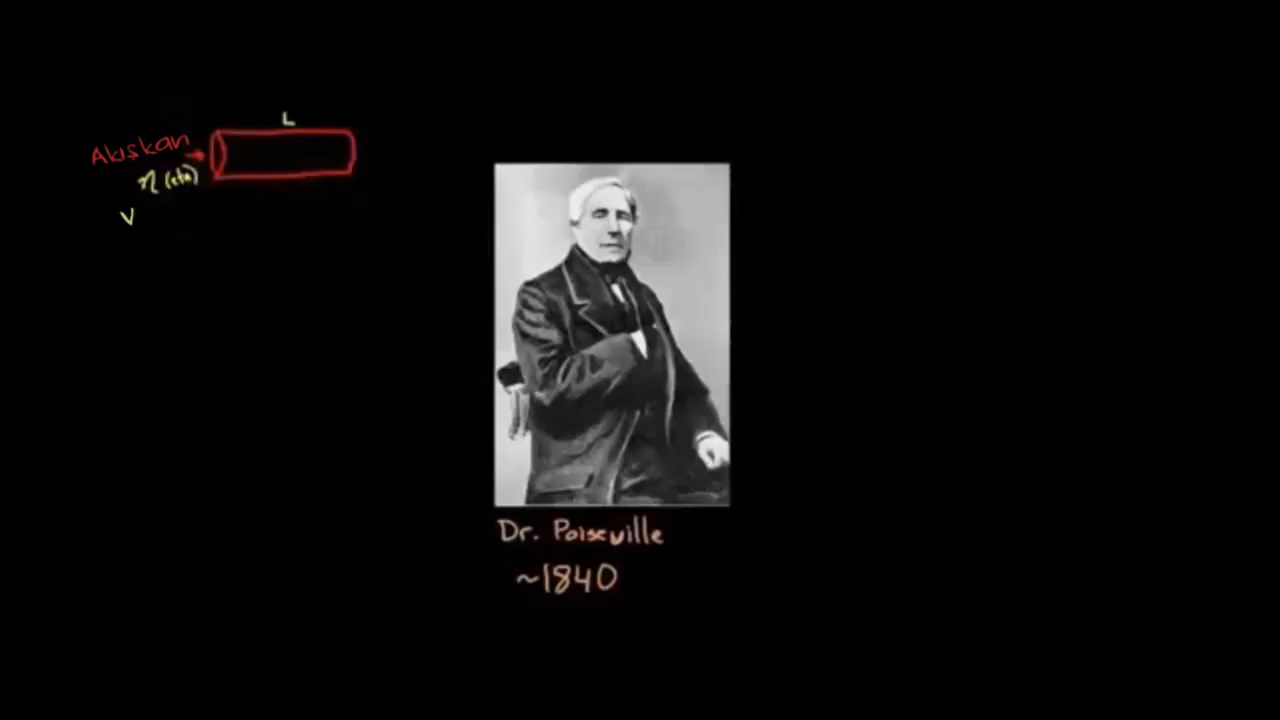 L
Akışkan
η (eta)
V
Dr. Poiseuille
~1840